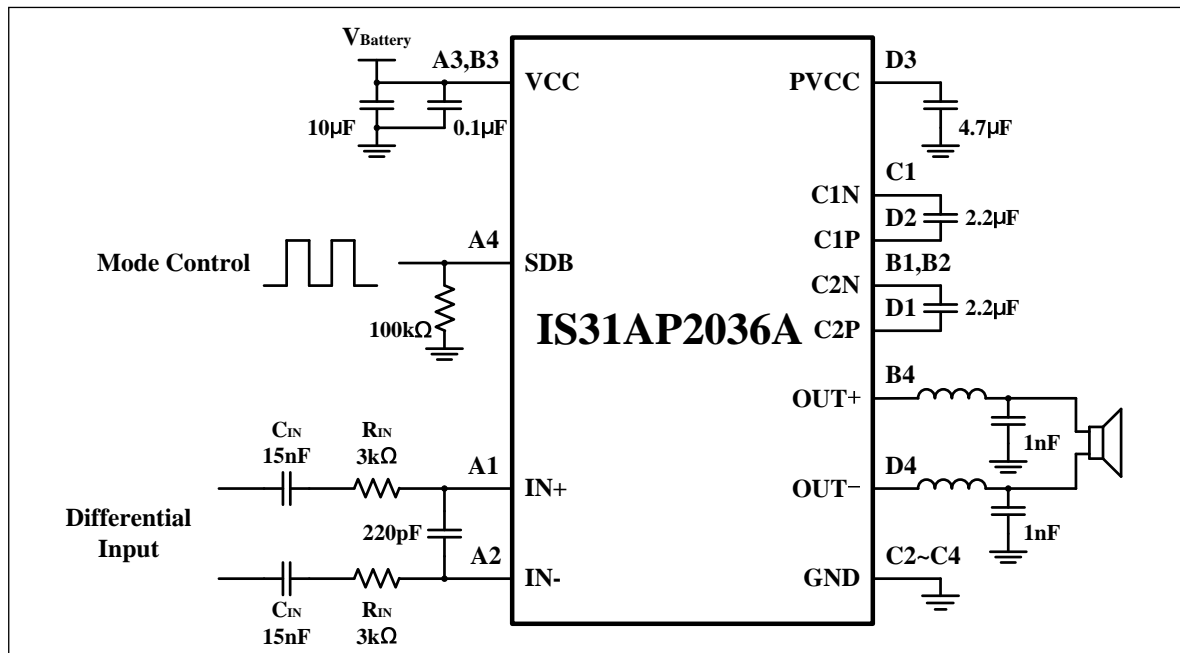 VBattery
A3,B3
VCC
10µF
0.1µF
D3
PVCC
4.7µF
C1
C1N
D2
2.2µF
C1P
Mode Control
A4
SDB
100kΩ
B1,B2
C2N
D1
2.2µF
C2P
IS31AP2036A
B4
OUT+
1nF
D4
OUT−
1nF
CIN
15nF
RIN
3kΩ
A1
IN+
Differential
Input
220pF
A2
IN-
CIN
15nF
RIN
3kΩ
C2~C4
GND